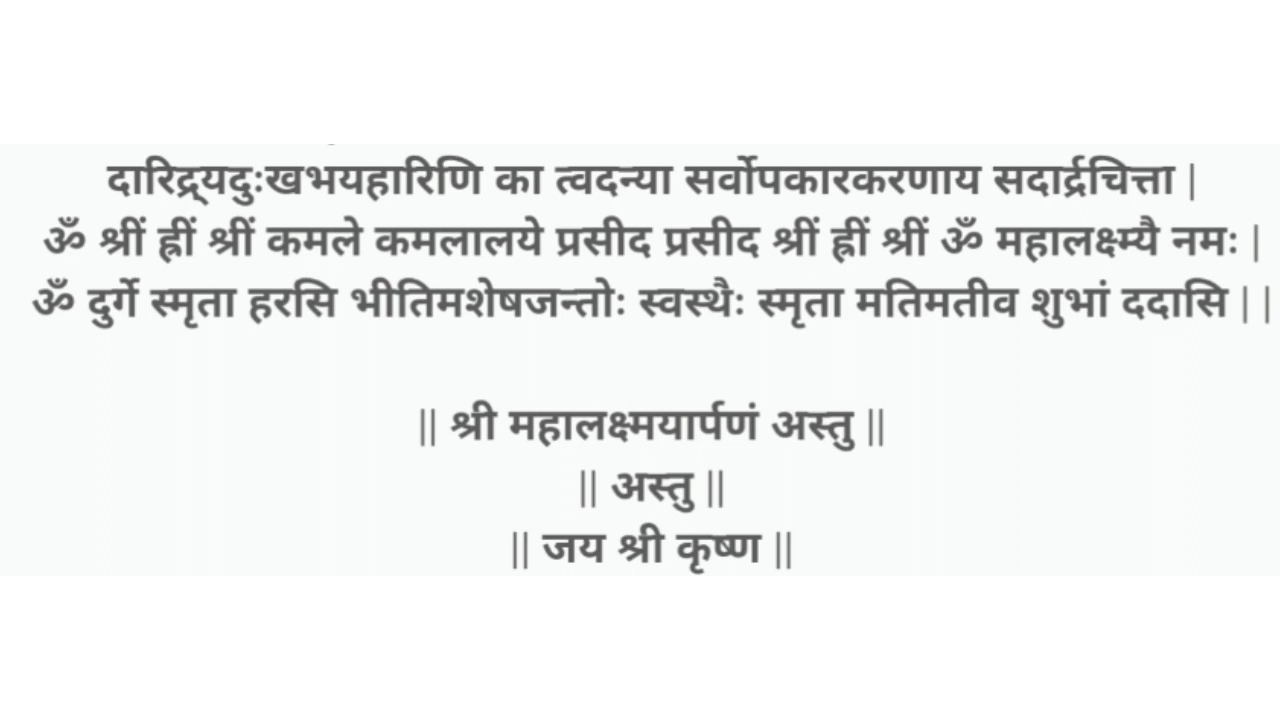 दारिद्र्यदुःखभयहारिणि का त्वदन्या सर्वोपकारकरणाय सदार्द्रचित्ता |
ॐ श्रीं ह्रीं श्रीं कमले कमलालये प्रसीद प्रसीद श्रीं ह्रीं श्रीं ॐ महालक्ष्म्यै नमः |
ॐ दुर्गे स्मृता हरसि भीतिमशेषजन्तोः स्वस्थैः स्मृता मतिमतीव शुभां ददासि | |
|| श्री महालक्ष्मयार्पणं अस्तु ||
|| अस्तु ||
|| जय श्री कृष्ण ||